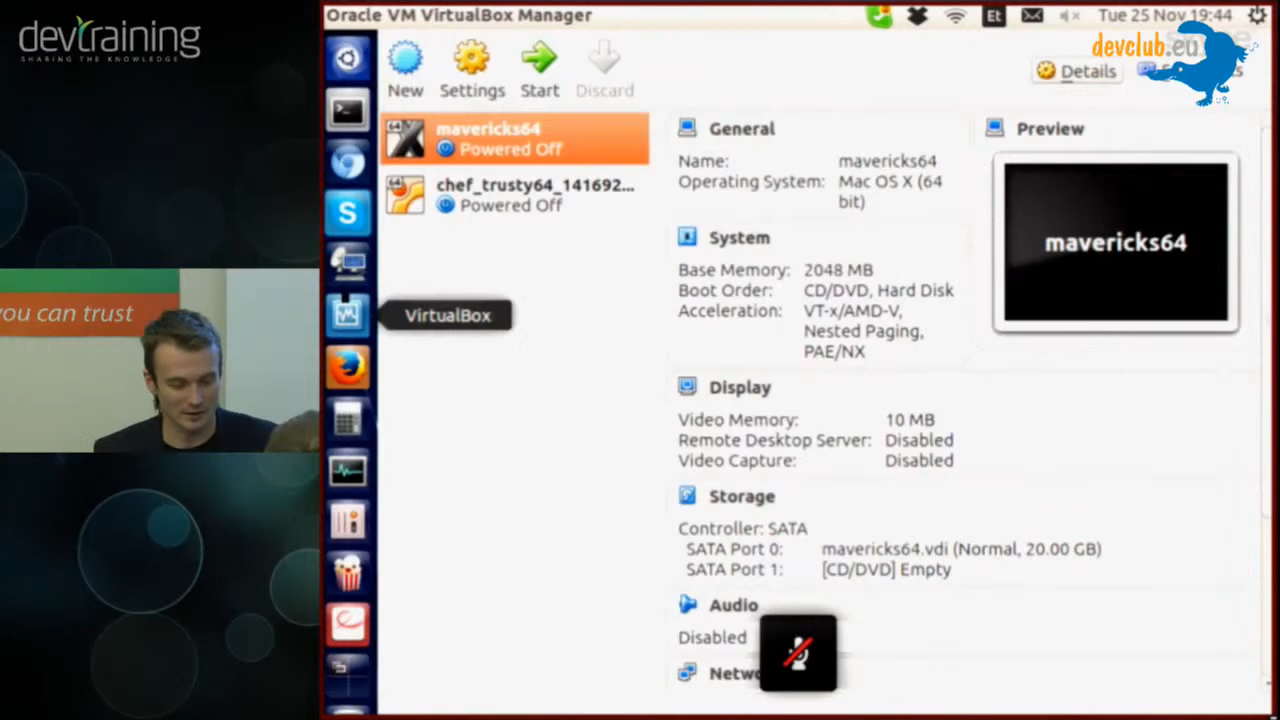 devtraining
SHARING THE KNOWLEDGE
you can trust
Oracle VM VirtualBox Manager
Et
Tue 25 Nov 19:44
devclub.eu
New
Settings
Start
Discard
Details
64
mavericks64
Powered Off
64
chef_trusty64_141692...
Powered Off
S
VirtualBox
General
Name: mavericks64
Operating System: Mac OS X (64
bit)
System
Base Memory: 2048 MB
Boot Order: CD/DVD, Hard Disk
Acceleration: VT-x/AMD-V,
Nested Paging,
PAE/NX
Display
Video Memory: 10 MB
Remote Desktop Server: Disabled
Video Capture: Disabled
Storage
Controller: SATA
SATA Port 0: mavericks64.vdi (Normal, 20.00 GB)
SATA Port 1: [CD/DVD] Empty
Audio
Disabled
Preview
mavericks64